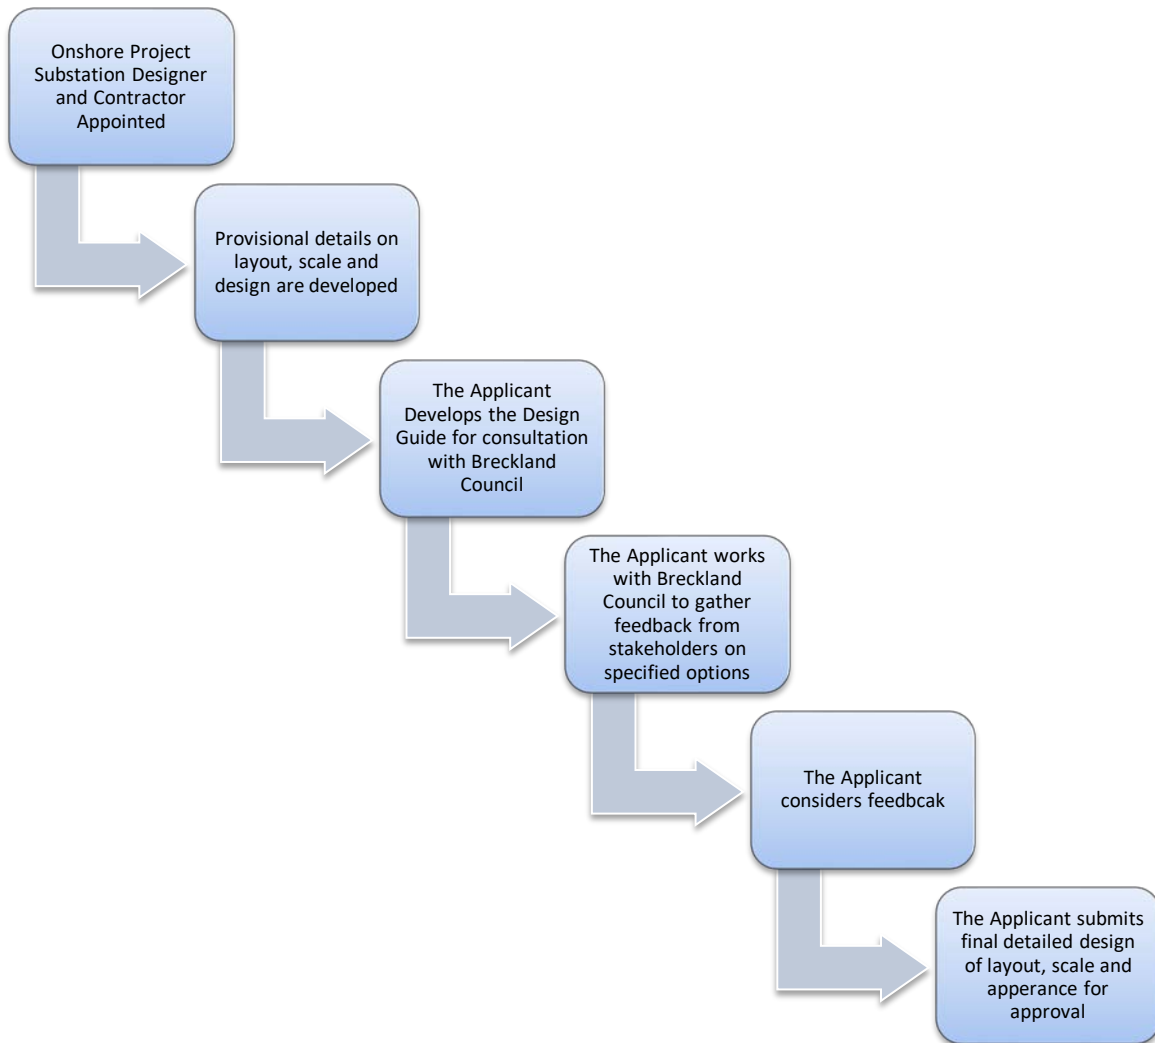 Onshore Project
Substation Designer
and Contractor
Appointed
Provisional details on
layout, scale and
design are developed
The Applicant
Develops the Design
Guide for consultation
with Breckland
Council
The Applicant works
with Breckland
Council to gather
feedback from
stakeholders on
specified options
The Applicant
considers feedbcak
The Applicant submits
final detailed design
of layout, scale and
apperance for
approval